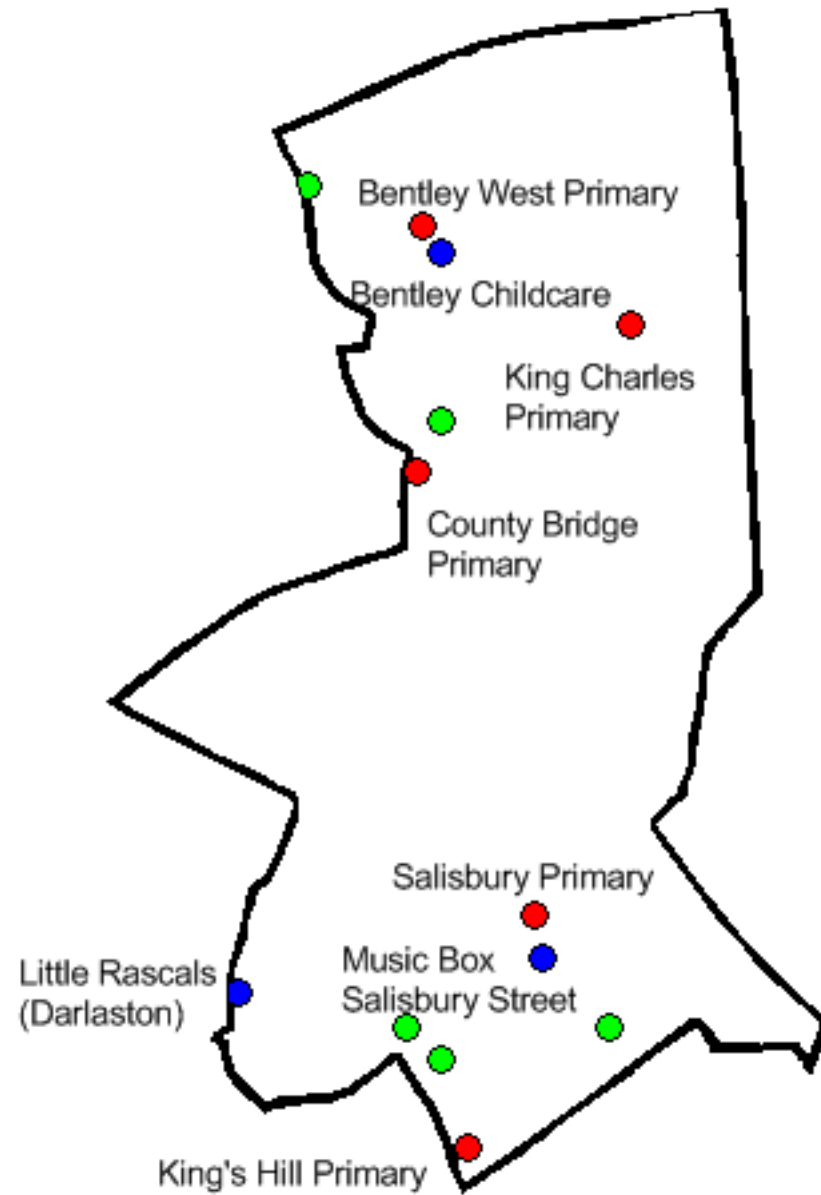 Bentley West Primary
Bentley Childcare
King Charles
Primary
County Bridge
Primary
Salisbury Primary
Music Box
Salisbury Street
Little Rascals
(Darlaston)
King's Hill Primary